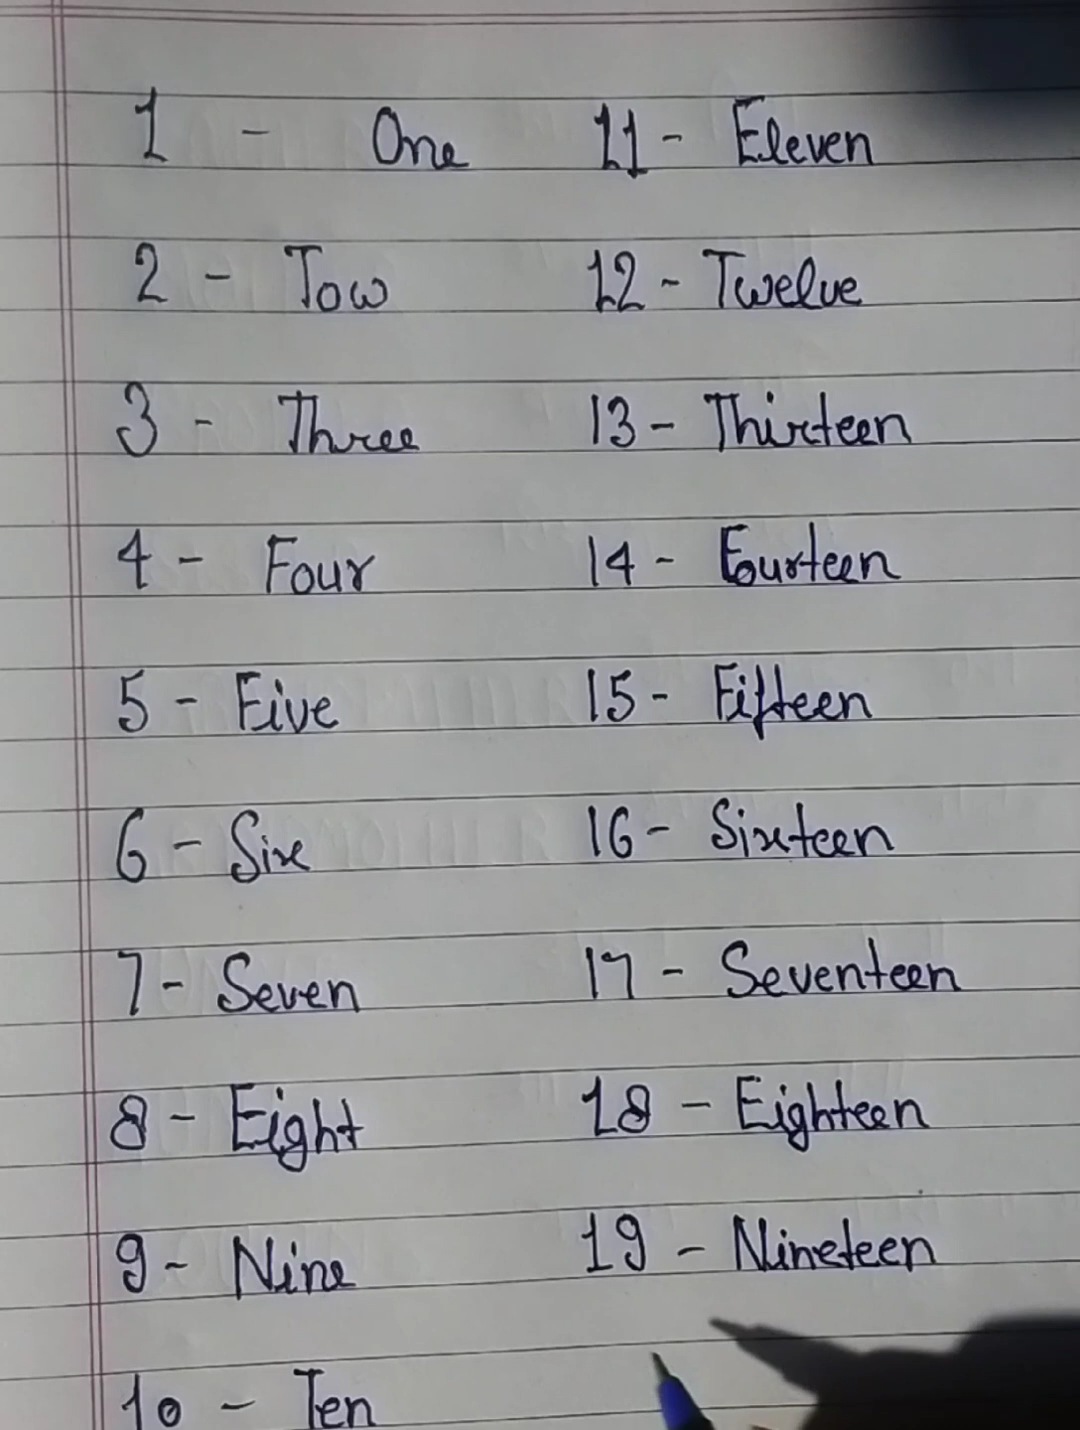 1 - One
2 - Tow
3 - Three
4 - Four
5 - Five
6 - Six
7 - Seven
8 - Eight
9 - Nine
10 - Ten
11 - Eleven
12 - Twelve
13 - Thirteen
14 - Fourteen
15 - Fifteen
16 - Sixteen
17 - Seventeen
18 - Eighteen
19 - Nineteen